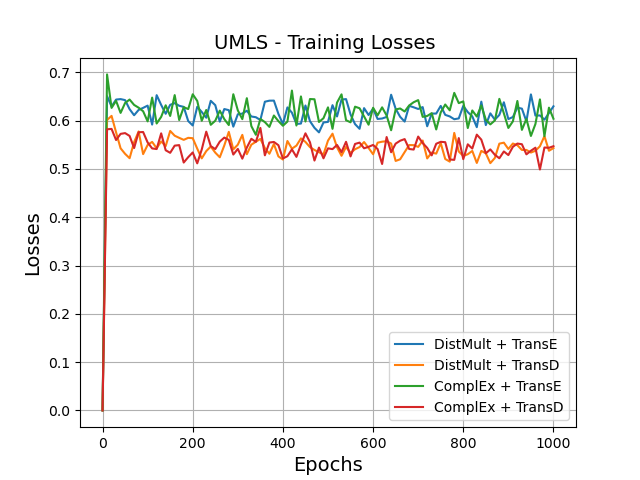 UMLS - Training Losses
0.7
0.6
0.5
0.4
0.3
0.2
0.1
0.0
Losses
DistMult + TransE
DistMult + TransD
ComplEx + TransE
ComplEx + TransD
0 200 400 600 800 1000
Epochs